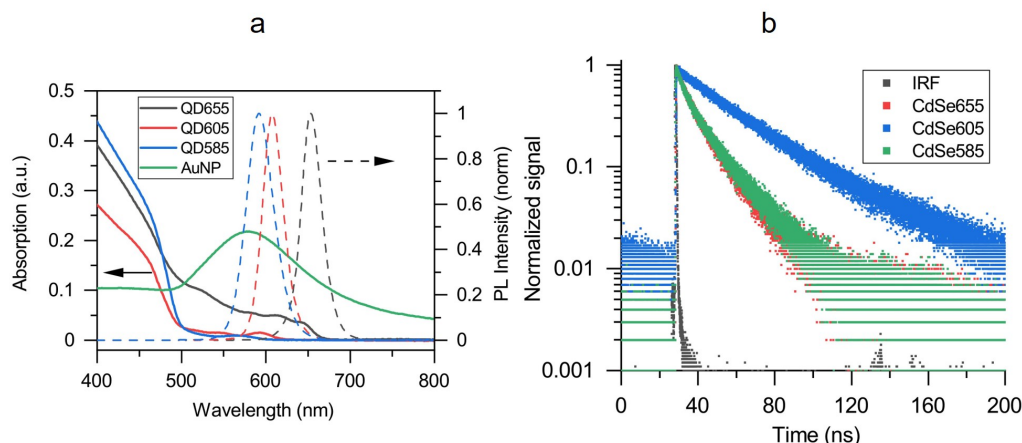 a
Absorption (a.u.)
0.5
0.4
0.3
0.2
0.1
0
400
500
600
700
800
Wavelength (nm)
QD655
QD605
QD585
AuNP
1
0.8
0.6
0.4
0.2
0
PL Intensity (norm)
b
Normalized signal
1
0.1
0.01
0.001
0
40
80
120
160
200
Time (ns)
IRF
CdSe655
CdSe605
CdSe585